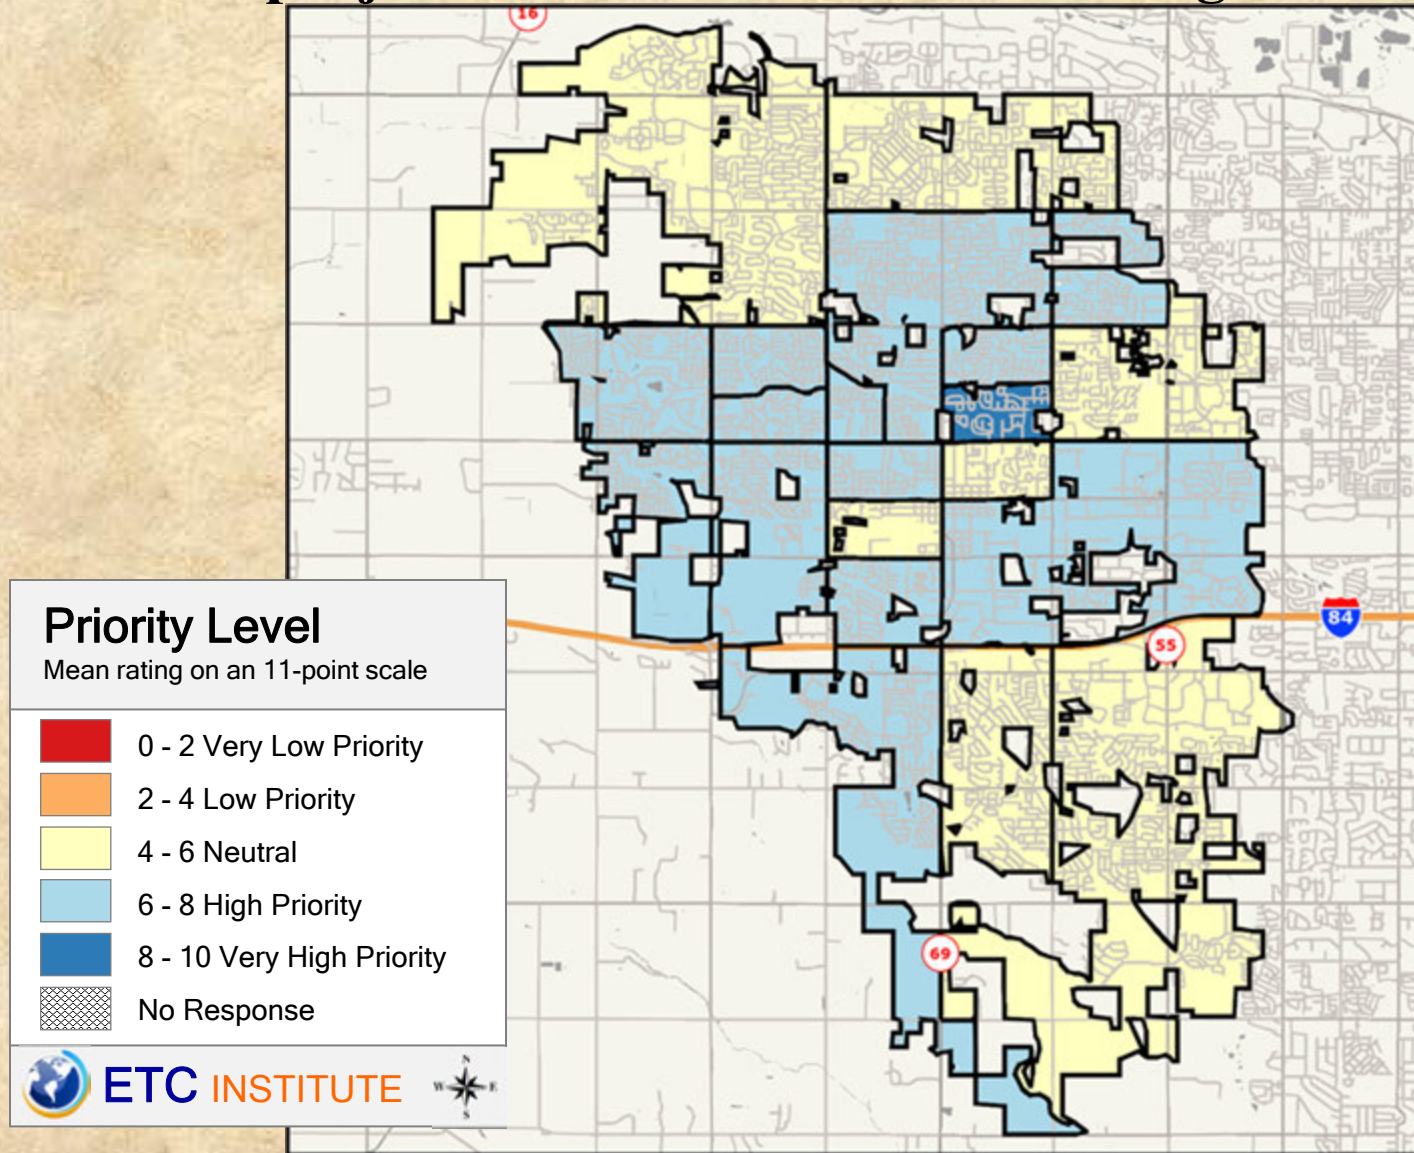 16
84
55
69
Priority Level
Mean rating on an 11-point scale
0 - 2 Very Low Priority
2 - 4 Low Priority
4 - 6 Neutral
6 - 8 High Priority
8 - 10 Very High Priority
No Response
ETC INSTITUTE
N
W E
S